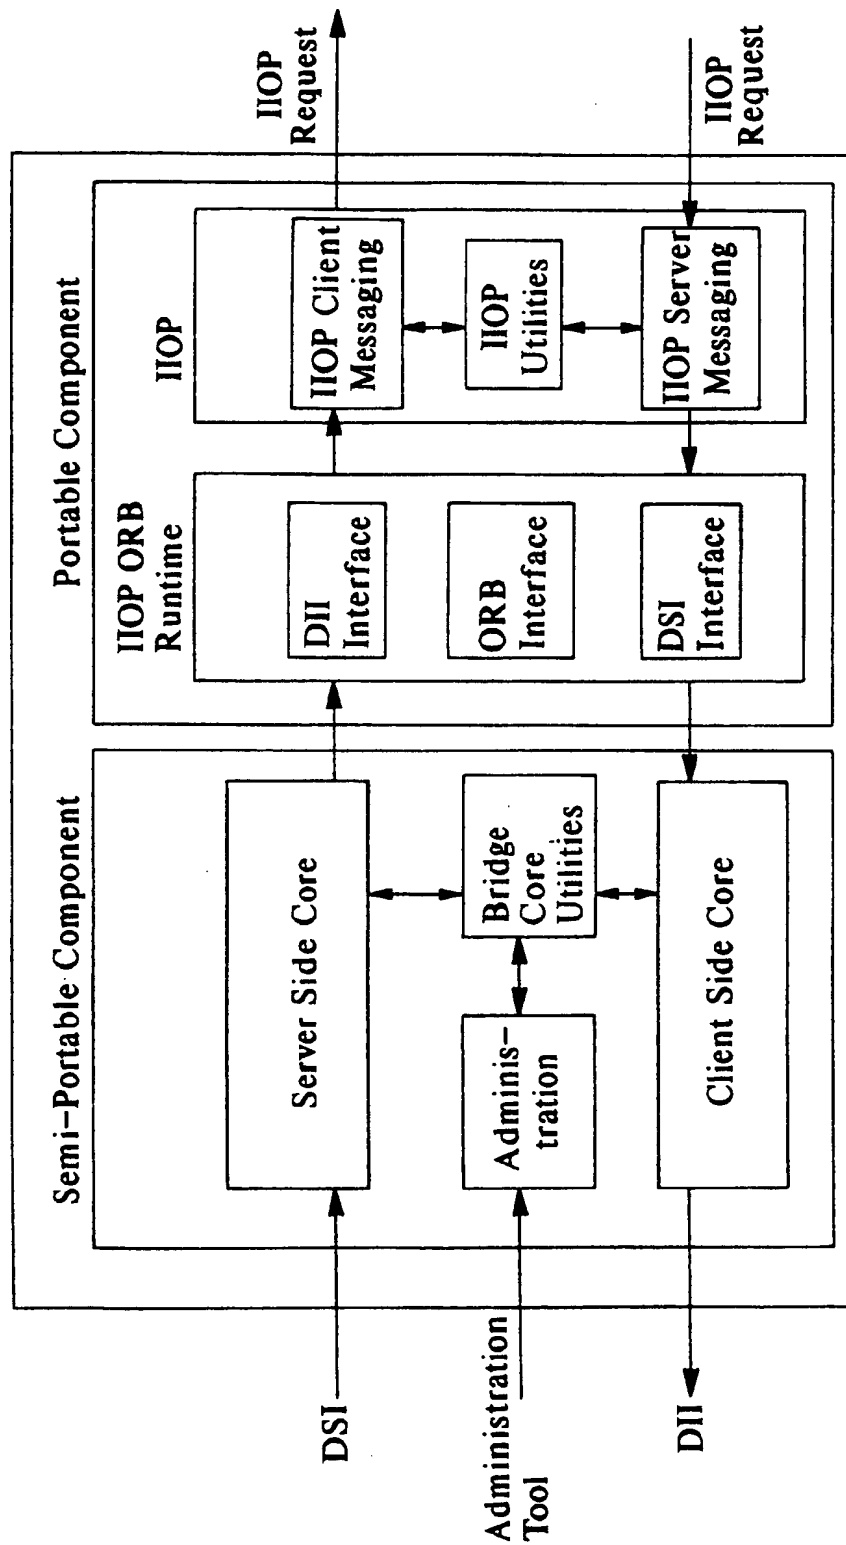 Semi-Portable Component
Portable Component
IIOP ORB
Runtime
IIOP
DSI
Server Side Core
DII
Interface
IIOP Client
Messaging
IIOP
Request
Administration
Tool
Adminis-
tration
Bridge
Core
Utilities
ORB
Interface
IIOP
Utilities
DII
Client Side Core
DSI
Interface
IIOP Server
Messaging
IIOP
Request